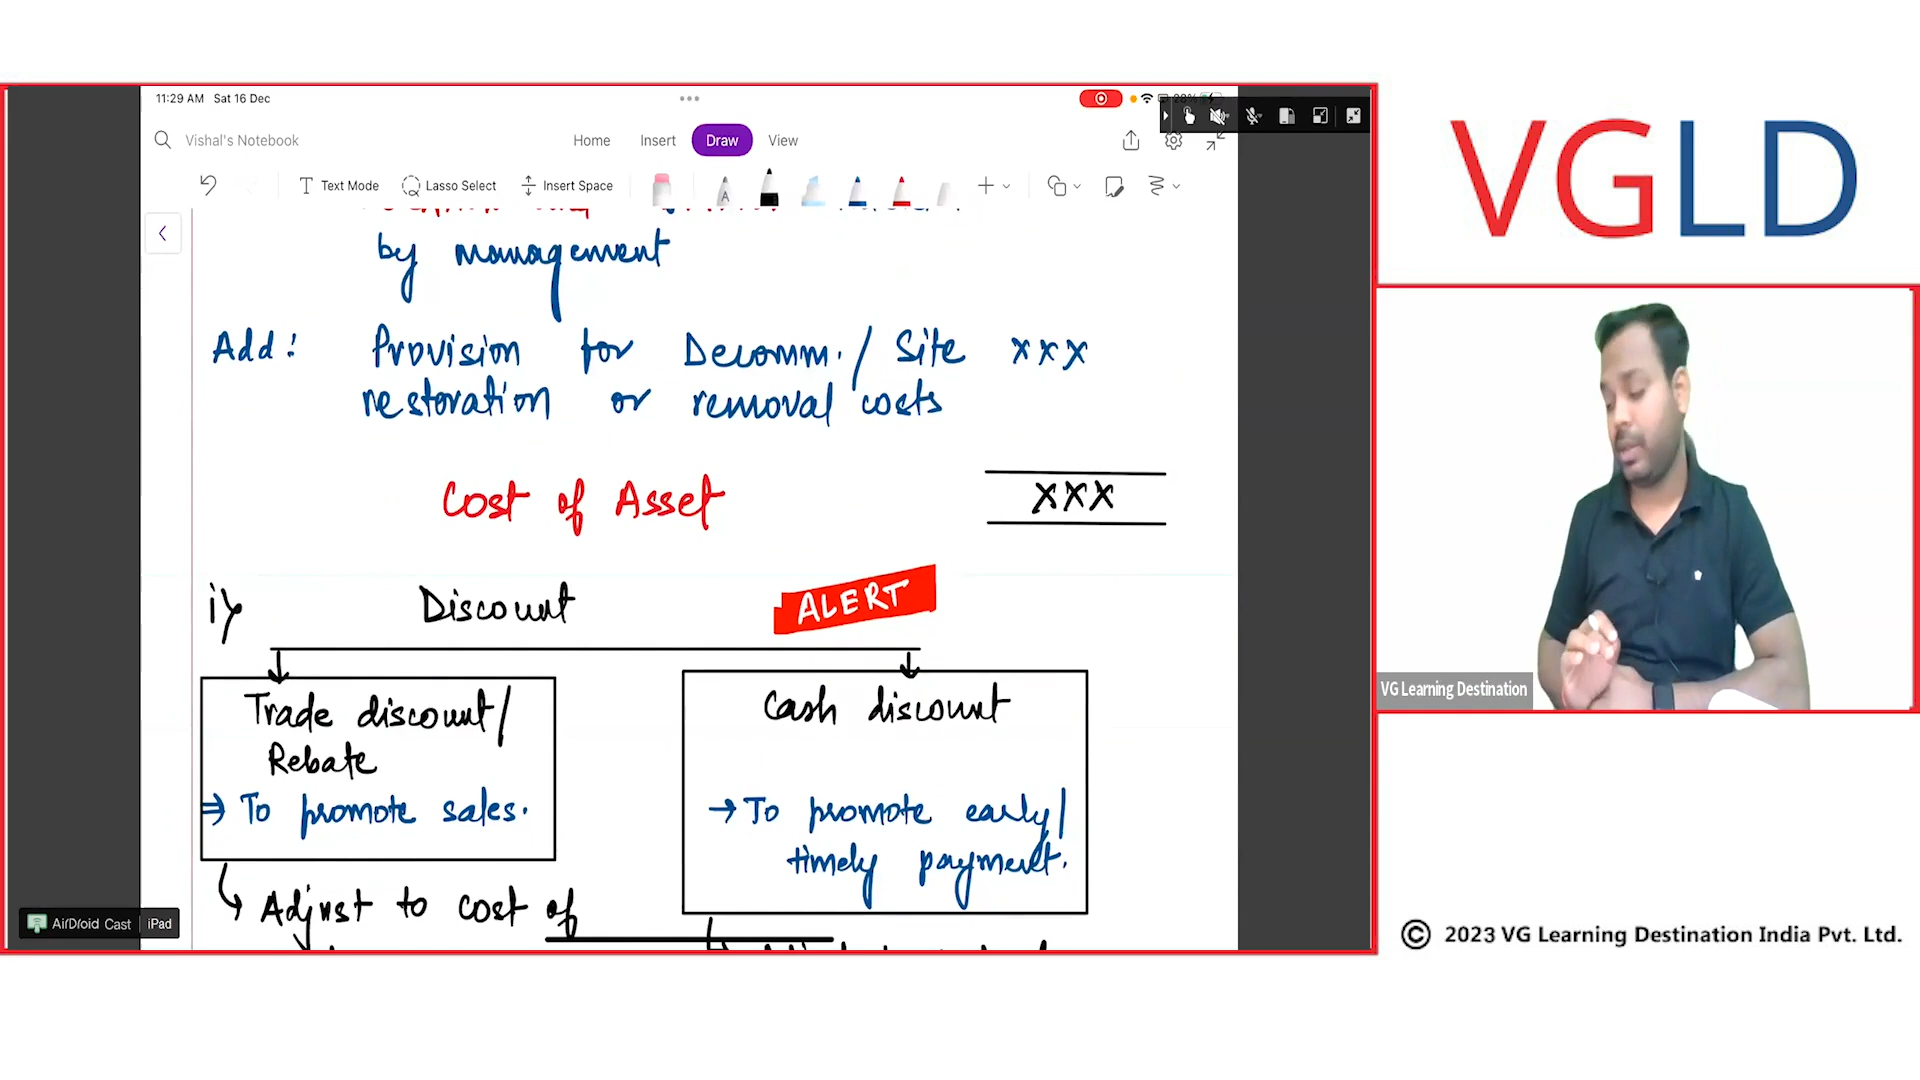 11:29 AM Sat 16 Dec
28%
Vishal's Notebook
Home Insert Draw View
Text Mode Lasso Select Insert Space
by management
Add: Provision for Decomm. / Site xxx
restoration or removal costs
Cost of Asset xxx
i) Discount ALERT
Trade discount/
Rebate
⇒ To promote sales.
Cash discount
→ To promote early/
timely payment.
↳ Adjust to cost of
AirDroid Cast iPad
VGLD
VG Learning Destination
© 2023 VG Learning Destination India Pvt. Ltd.